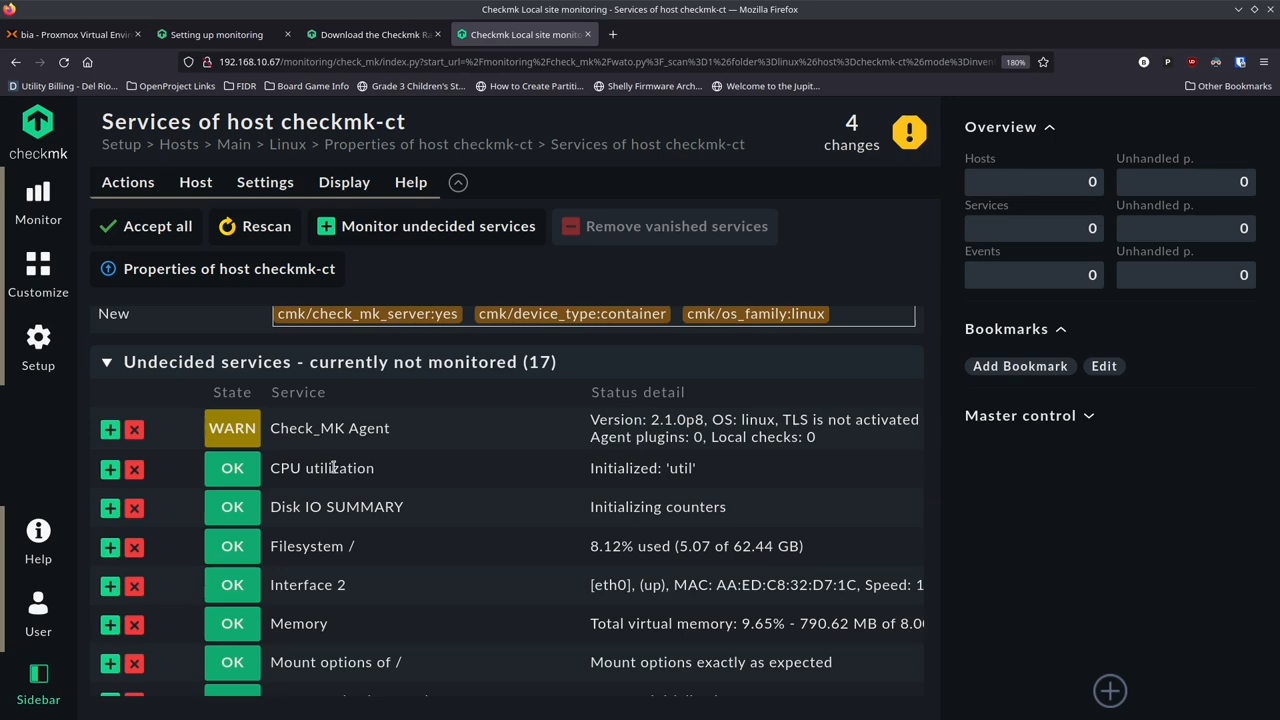 Checkmk Local site monitoring - Services of host checkmk-ct — Mozilla Firefox
bia - Proxmox Virtual Envir
Setting up monitoring
Download the Checkmk Ra
Checkmk Local site monito
192.168.10.67/monitoring/check_mk/index.py?start_url=%2Fmonitoring%2Fcheck_mk%2Fwato.py%3F_scan%3D1%26folder%3Dlinux%26host%3Dcheckmk-ct%26mode%3Dinven
180%
Utility Billing - Del Rio...
OpenProject Links
FIDR
Board Game Info
Grade 3 Children's St...
How to Create Partiti...
Shelly Firmware Arch...
Welcome to the Jupit...
Other Bookmarks
checkmk
Monitor
Customize
Setup
Help
User
Sidebar
Services of host checkmk-ct
Setup > Hosts > Main > Linux > Properties of host checkmk-ct > Services of host checkmk-ct
4
changes
Actions Host Settings Display Help
Accept all Rescan Monitor undecided services Remove vanished services
Properties of host checkmk-ct
New cmk/check_mk_server:yes cmk/device_type:container cmk/os_family:linux
Undecided services - currently not monitored (17)
State Service Status detail
WARN Check_MK Agent Version: 2.1.0p8, OS: linux, TLS is not activated
Agent plugins: 0, Local checks: 0
OK CPU utilization Initialized: 'util'
OK Disk IO SUMMARY Initializing counters
OK Filesystem / 8.12% used (5.07 of 62.44 GB)
OK Interface 2 [eth0], (up), MAC: AA:ED:C8:32:D7:1C, Speed: 1
OK Memory Total virtual memory: 9.65% - 790.62 MB of 8.00
OK Mount options of / Mount options exactly as expected
Overview
Hosts Unhandled p.
0 0
Services Unhandled p.
0 0
Events Unhandled p.
0 0
Bookmarks
Add Bookmark Edit
Master control